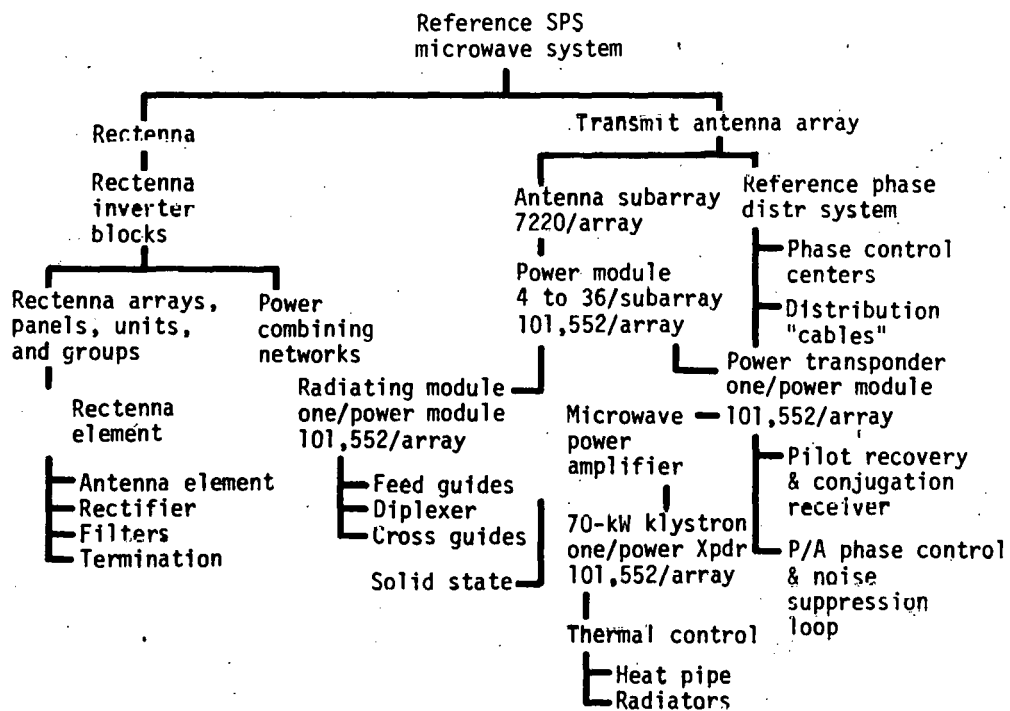 Reference SPS
microwave system
Rectenna
Transmit antenna array
Rectenna
inverter
blocks
Antenna subarray
7220/array
Reference phase
distr system
Phase control
centers
Distribution
"cables"
Power module
4 to 36/subarray
101,552/array
Rectenna arrays,
panels, units,
and groups
Power
combining
networks
Power transponder
one/power module
101,552/array
Radiating module
one/power module
101,552/array
Rectenna
element
Microwave
power
amplifier
Pilot recovery
& conjugation
receiver
Antenna element
Rectifier
Filters
Termination
Feed guides
Diplexer
Cross guides
70-kW klystron
one/power Xpdr
101,552/array
Solid state
P/A phase control
& noise
suppression
loop
Thermal control
Heat pipe
Radiators